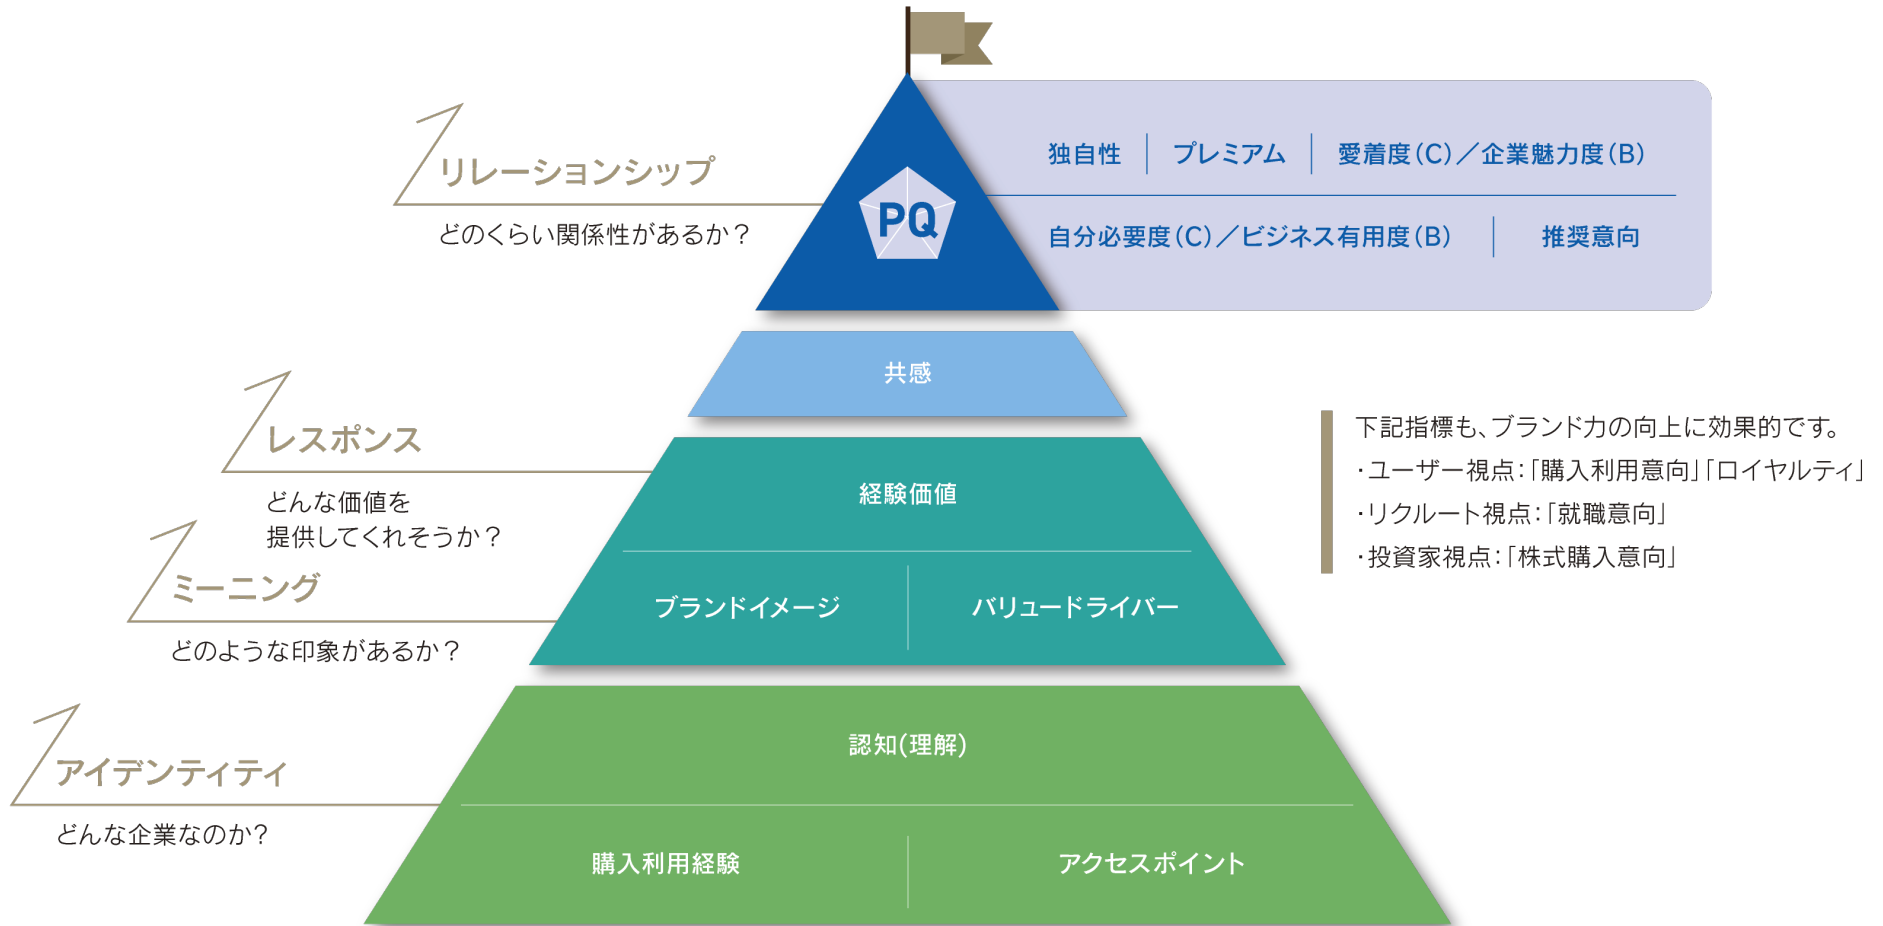 リレーションシップ
どのくらい関係性があるか？
PQ
独自性
プレミアム
愛着度(C)／企業魅力度(B)
自分必要度(C)／ビジネス有用度(B)
推奨意向
共感
レスポンス
どんな価値を
提供してくれそうか？
経験価値
ミーニング
どのような印象があるか？
ブランドイメージ
バリュードライバー
下記指標も、ブランド力の向上に効果的です。
・ユーザー視点：「購入利用意向」「ロイヤルティ」
・リクルート視点：「就職意向」
・投資家視点：「株式購入意向」
アイデンティティ
どんな企業なのか?
認知(理解)
購入利用経験
アクセスポイント